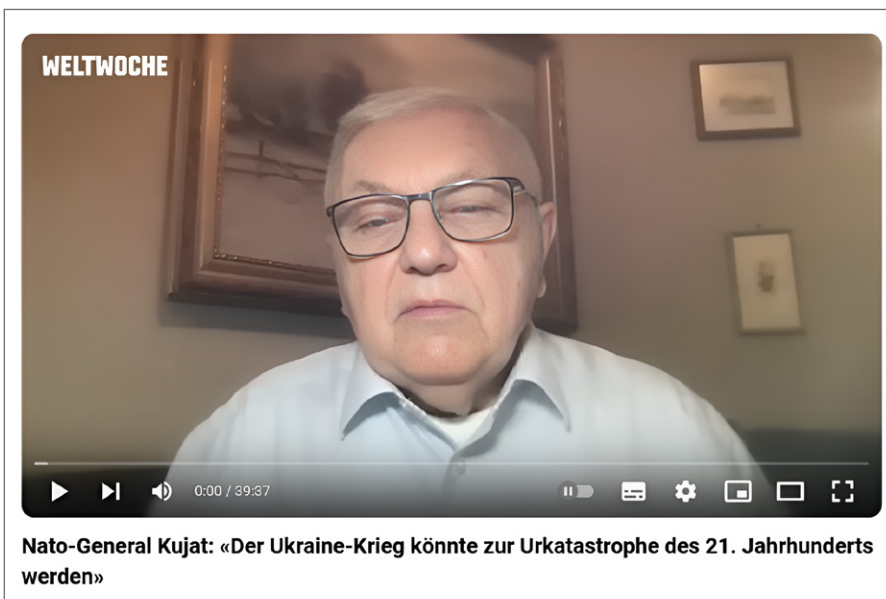 WELTWOCHE
0:00 / 39:37
Nato-General Kujat: «Der Ukraine-Krieg könnte zur Urkatastrophe des 21. Jahrhunderts
werden»